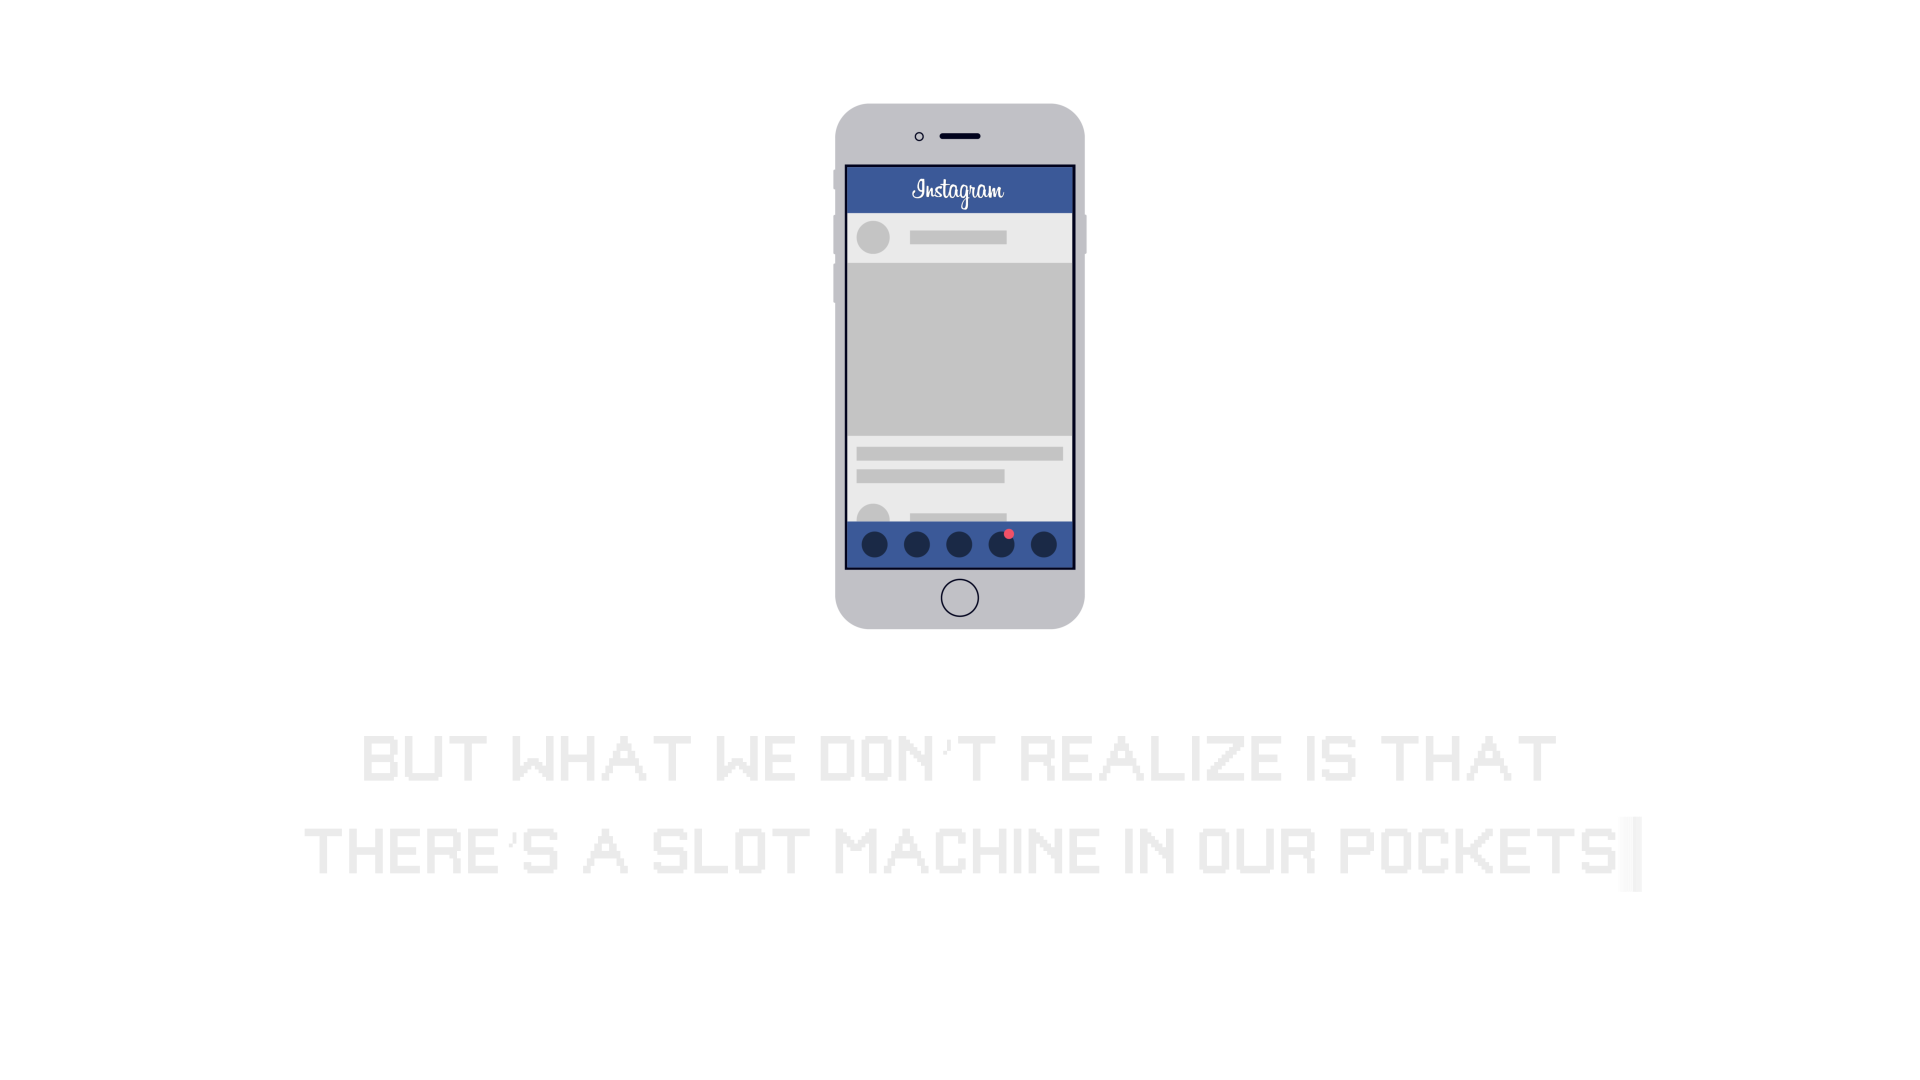 Instagram
BUT WHAT WE DON'T REALIZE IS THAT
THERE'S A SLOT MACHINE IN OUR POCKETS